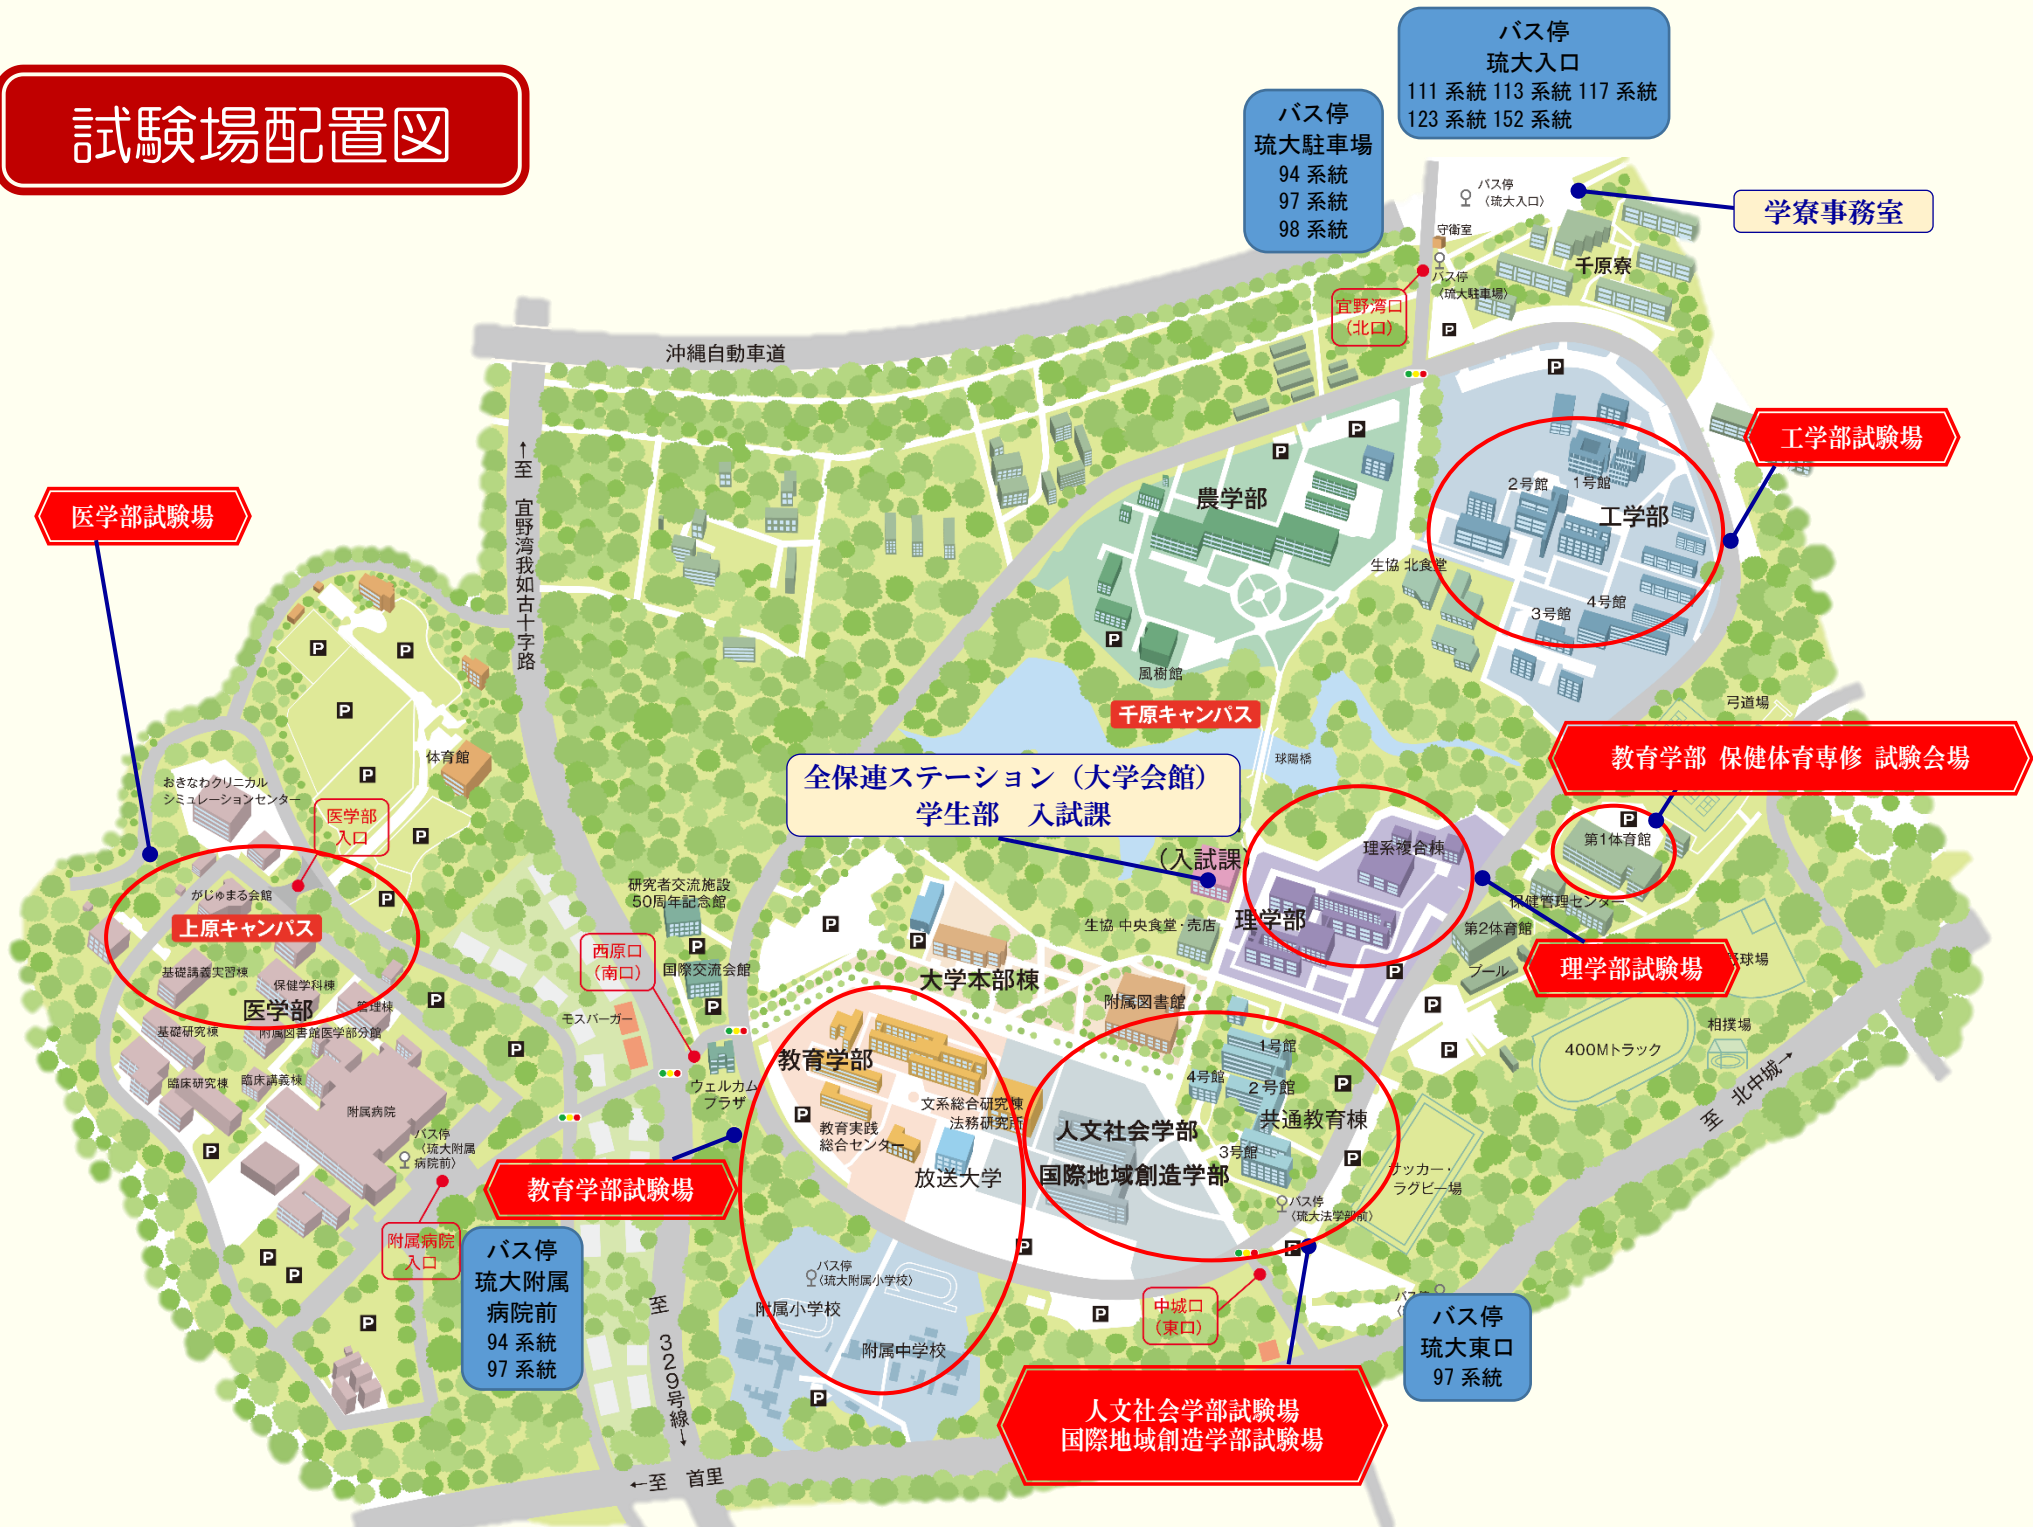 試験場配置図
バス停
琉大入口
111 系統 113 系統 117 系統
123 系統 152 系統
バス停
琉大駐車場
94 系統
97 系統
98 系統
バス停
〈琉大入口〉
学寮事務室
守衛室
千原寮
バス停
〈琉大駐車場〉
宜野湾口
（北口）
沖縄自動車道
工学部試験場
←至 宜野湾我如古十字路
医学部試験場
農学部
2号館
1号館
工学部
生協 北食堂
3号館
4号館
風樹館
千原キャンパス
弓道場
球陽橋
教育学部 保健体育専修 試験会場
全保連ステーション（大学会館）
学生部 入試課
体育館
おきなわクリニカル
シミュレーションセンター
医学部
入口
第1体育館
理系複合棟
（入試課）
がじゅまる会館
上原キャンパス
研究者交流施設
50周年記念館
生協 中央食堂・売店
理学部
保健管理センター
第2体育館
西原口
（南口）
国際交流会館
大学本部棟
プール
理学部試験場
野球場
基礎講義実習棟
保健学科棟
医学部
管理棟
附属図書館
モスバーガー
基礎研究棟
附属図書館医学部分館
相撲場
400Mトラック
教育学部
1号館
4号館
2号館
共通教育棟
臨床研究棟
臨床講義棟
附属病院
ウェルカム
プラザ
文系総合研究棟
法務研究所
教育実践
総合センター
人文社会学部
国際地域創造学部
3号館
至 北中城→
バス停
〈琉大附属
病院前〉
放送大学
サッカー・
ラグビー場
教育学部試験場
バス停
〈琉大法学部前〉
附属病院
入口
バス停
琉大附属
病院前
94 系統
97 系統
バス停
〈琉大附属小学校〉
附属小学校
附属中学校
中城口
（東口）
バス停
琉大東口
97 系統
至 329号線→
人文社会学部試験場
国際地域創造学部試験場
←至 首里